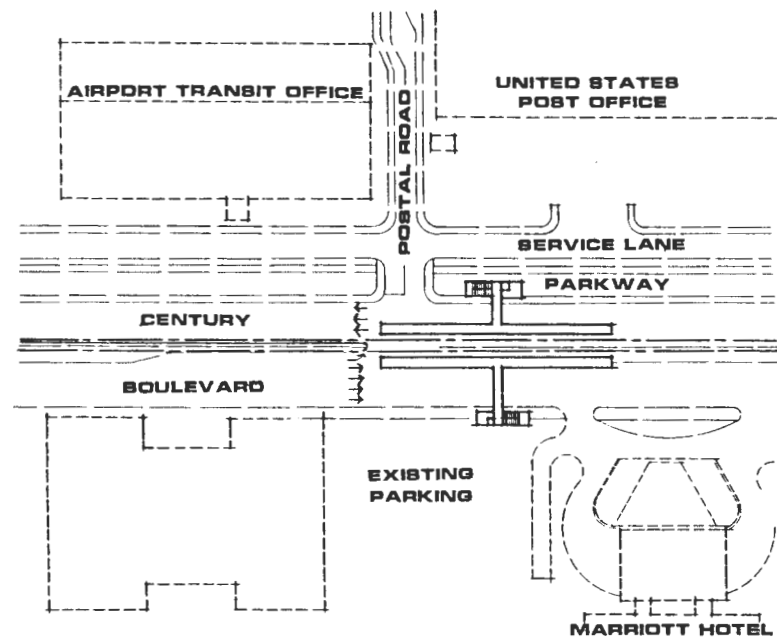 AIRPORT TRANSIT OFFICE
UNITED STATES
POST OFFICE
POSTAL ROAD
SERVICE LANE
PARKWAY
CENTURY
BOULEVARD
EXISTING
PARKING
MARRIOTT HOTEL